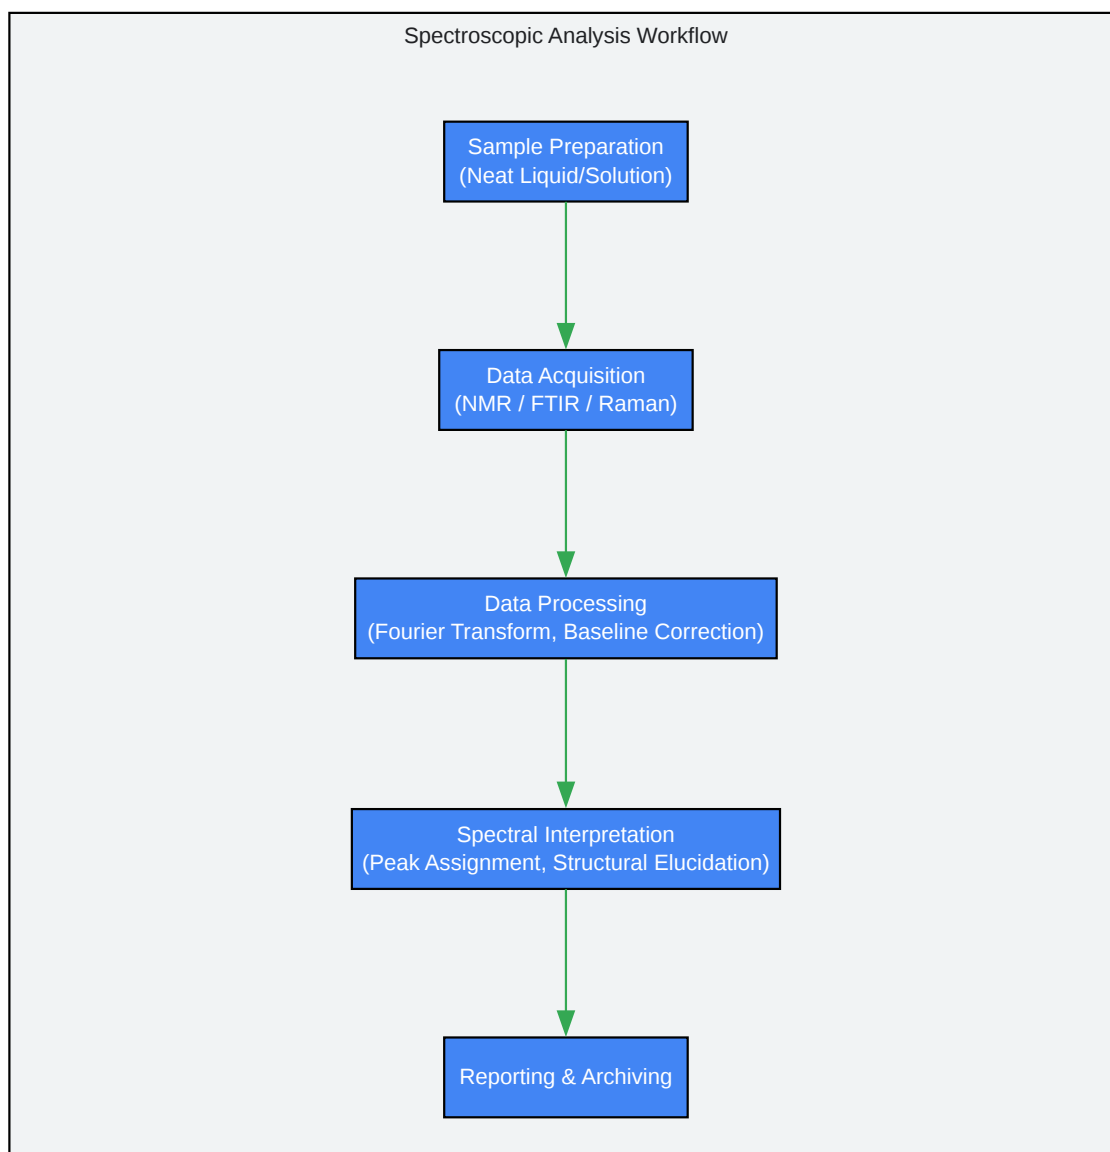 Spectroscopic Analysis Workflow
Sample Preparation
(Neat Liquid/Solution)
Data Acquisition
(NMR / FTIR / Raman)
Data Processing
(Fourier Transform, Baseline Correction)
Spectral Interpretation
(Peak Assignment, Structural Elucidation)
Reporting & Archiving